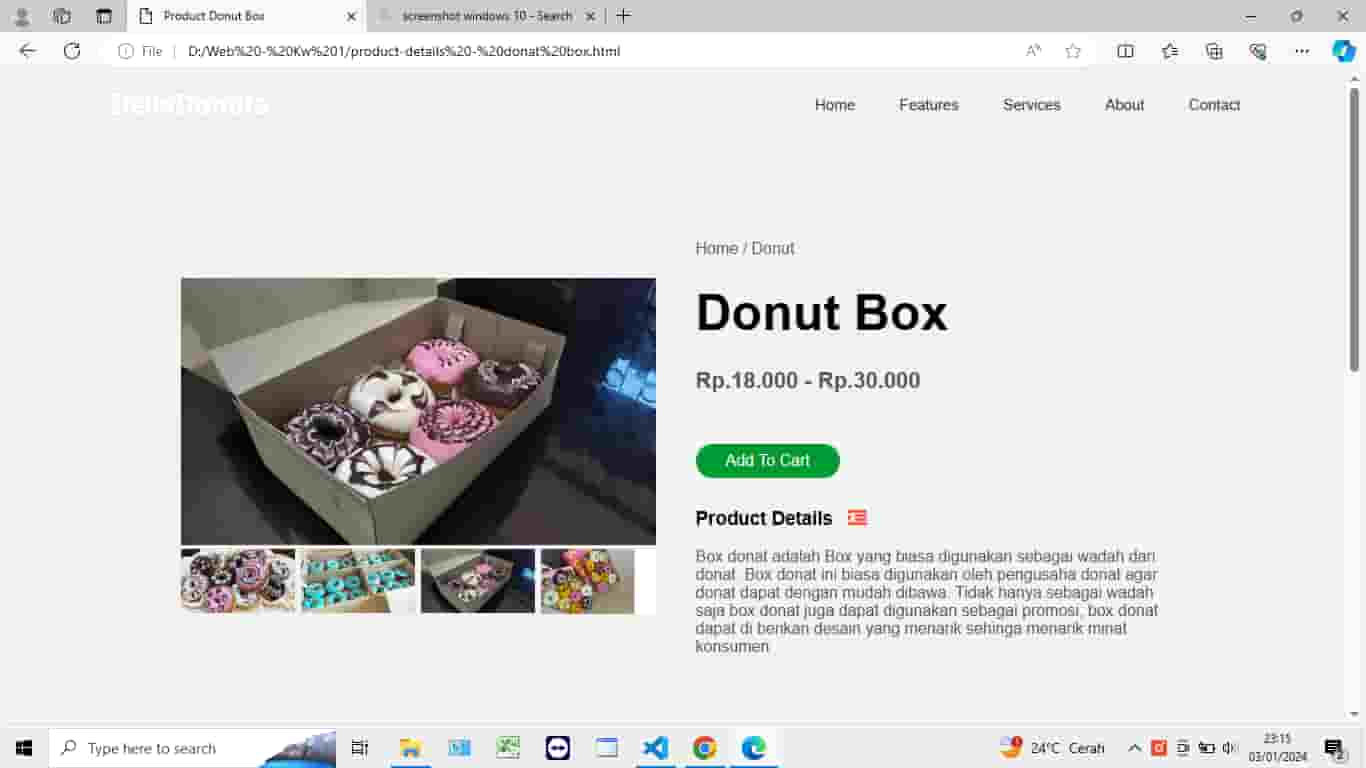 Product Donut Box
screenshot windows 10 - Search
File
D:/Web%20-%20Kw%201/product-details%20-%20donat%20box.html
Home Features Services About Contact
Home / Donut
Donut Box
Rp.18.000 - Rp.30.000
Add To Cart
Product Details
Box donat adalah Box yang biasa digunakan sebagai wadah dari
donat. Box donat ini biasa digunakan oleh pengusaha donat agar
donat dapat dengan mudah dibawa. Tidak hanya sebagai wadah
saja box donat juga dapat digunakan sebagai promosi, box donat
dapat di berikan desain yang menarik sehinga menarik minat
konsumen.
Type here to search
24°C Cerah
23:15
03/01/2024
2